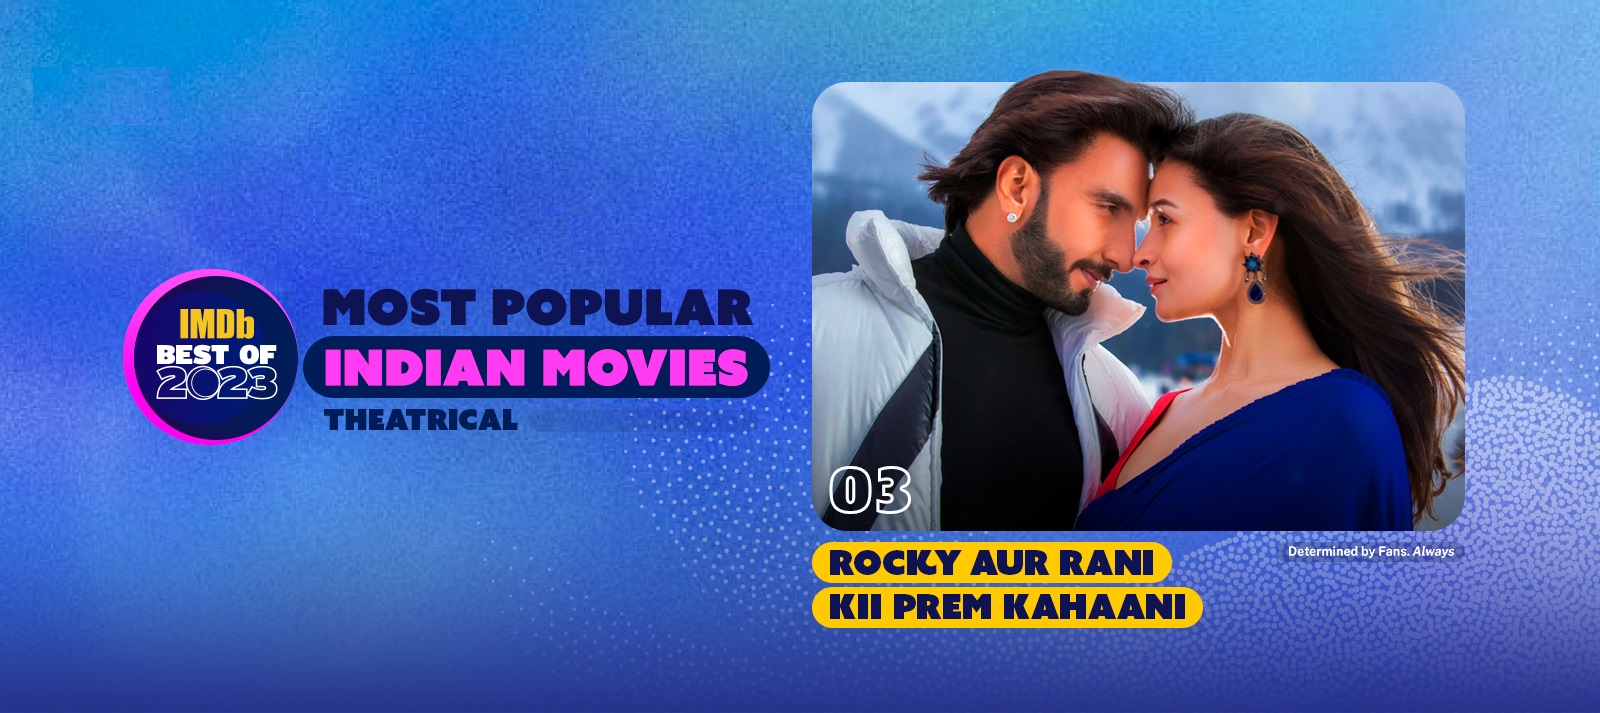 IMDb
BEST OF
2023
MOST POPULAR
INDIAN MOVIES
THEATRICAL
03
ROCKY AUR RANI
KII PREM KAHAANI
Determined by Fans. Always